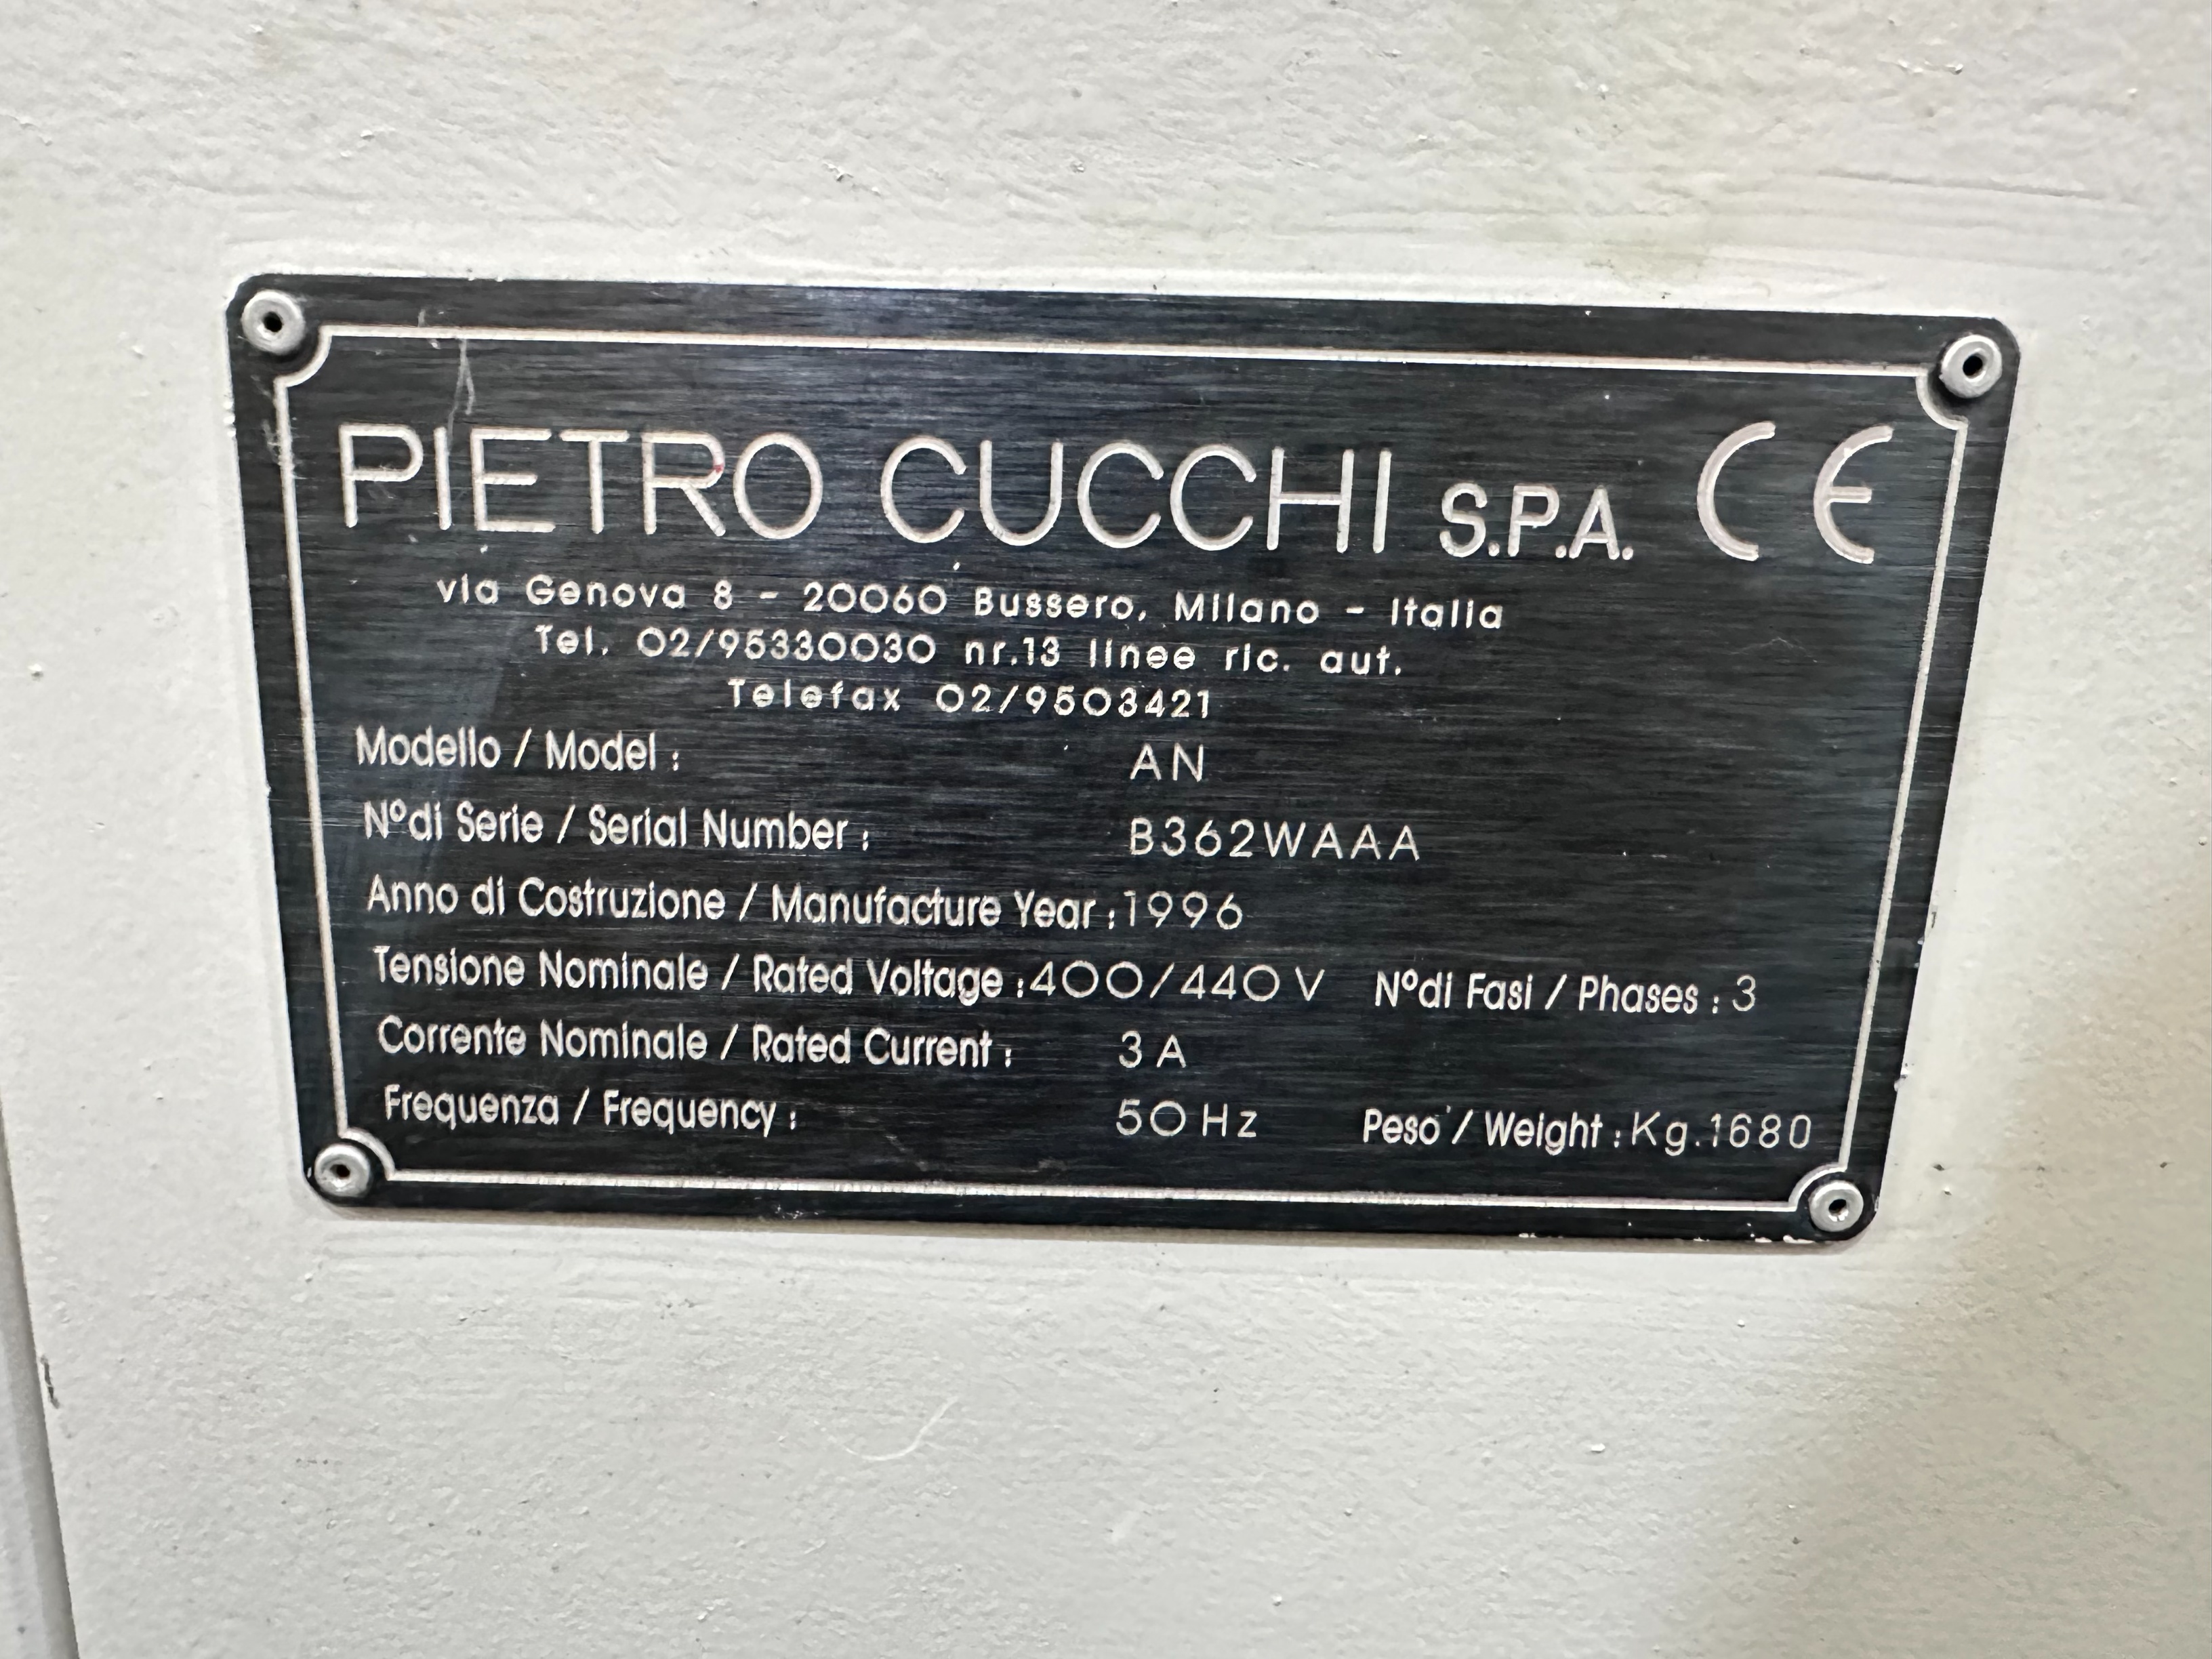 PIETRO CUCCHI S.P.A. CE
via Genova 8 - 20060 Bussero, Milano - Italia
Tel. 02/95330030 nr.13 linee ric. aut.
Telefax 02/9503421
Modello / Model : AN
N° di Serie / Serial Number : B362WAAA
Anno di Costruzione / Manufacture Year : 1996
Tensione Nominale / Rated Voltage : 400/440 V N° di Fasi / Phases : 3
Corrente Nominale / Rated Current : 3 A
Frequenza / Frequency : 50 Hz Peso / Weight : Kg.1680